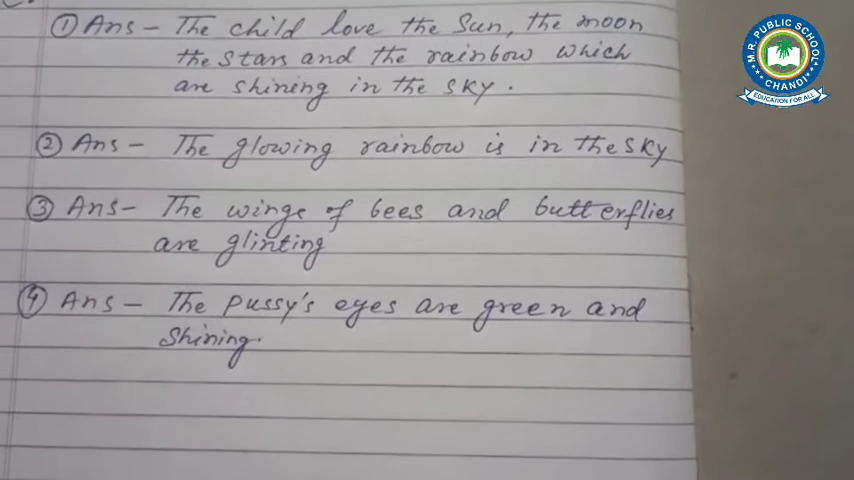 ① Ans - The child love the Sun, the moon
the stars and the rainbow which
are shining in the sky.
② Ans - The glowing rainbow is in the sky
③ Ans - The wings of bees and butterflies
are glinting
④ Ans - The pussy's eyes are green and
Shining.
M.R. PUBLIC SCHOOL
CHANDI
EDUCATION FOR ALL